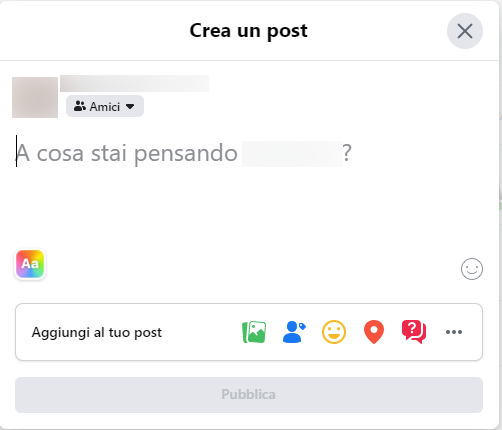 Crea un post
Amici
A cosa stai pensando ?
Aa
Aggiungi al tuo post
Pubblica